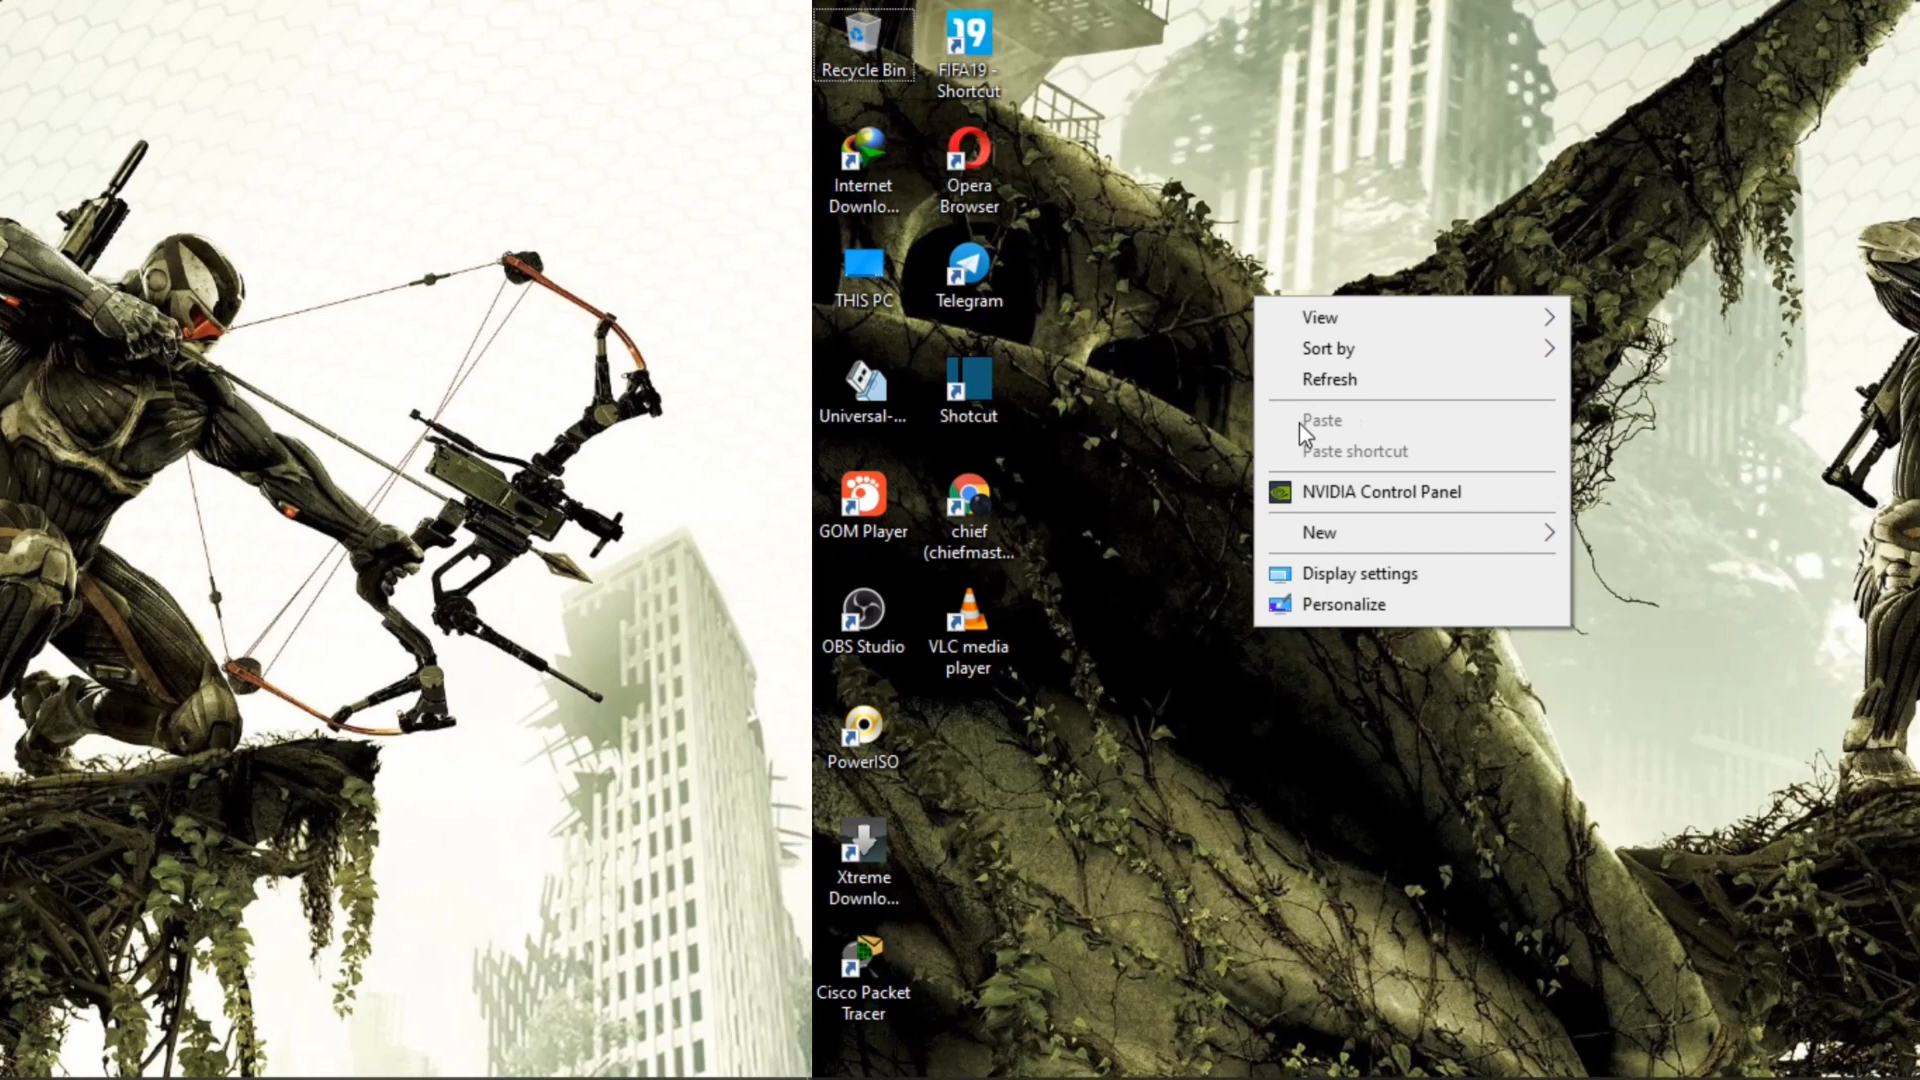 Recycle Bin
19
FIFA19 -
Shortcut
Internet
Downlo...
Opera
Browser
THIS PC
Telegram
Universal-...
Shotcut
GOM Player
chief
(chiefmast...
OBS Studio
VLC media
player
PowerISO
Xtreme
Downlo...
Cisco Packet
Tracer
View
Sort by
Refresh
Paste
Paste shortcut
NVIDIA Control Panel
New
Display settings
Personalize